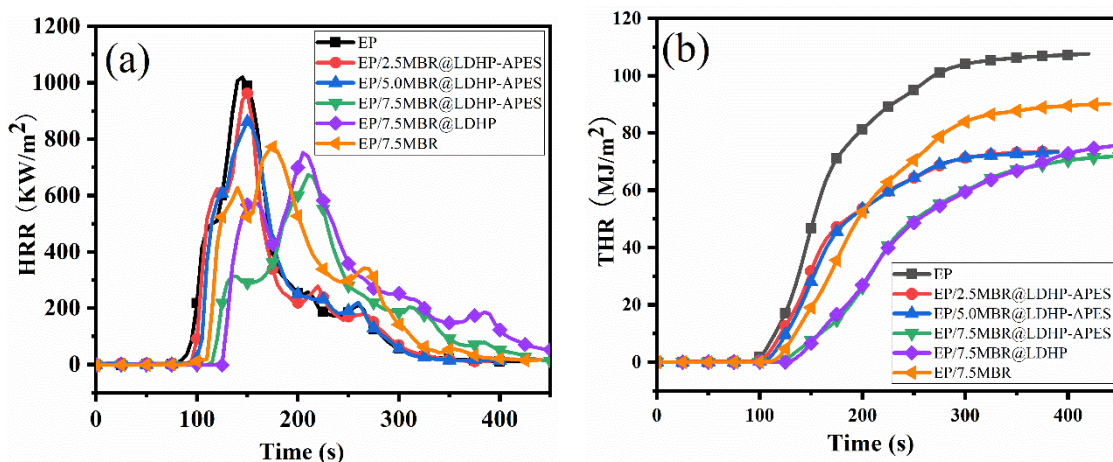 (a)
HRR (KW/m²)
1200
1000
800
600
400
200
0
EP
EP/2.5MBR@LDHP-APES
EP/5.0MBR@LDHP-APES
EP/7.5MBR@LDHP-APES
EP/7.5MBR@LDHP
EP/7.5MBR
0 100 200 300 400
Time (s)
(b)
THR (MJ/m²)
120
100
80
60
40
20
0
EP
EP/2.5MBR@LDHP-APES
EP/5.0MBR@LDHP-APES
EP/7.5MBR@LDHP-APES
EP/7.5MBR@LDHP
EP/7.5MBR
0 100 200 300 400
Time (s)